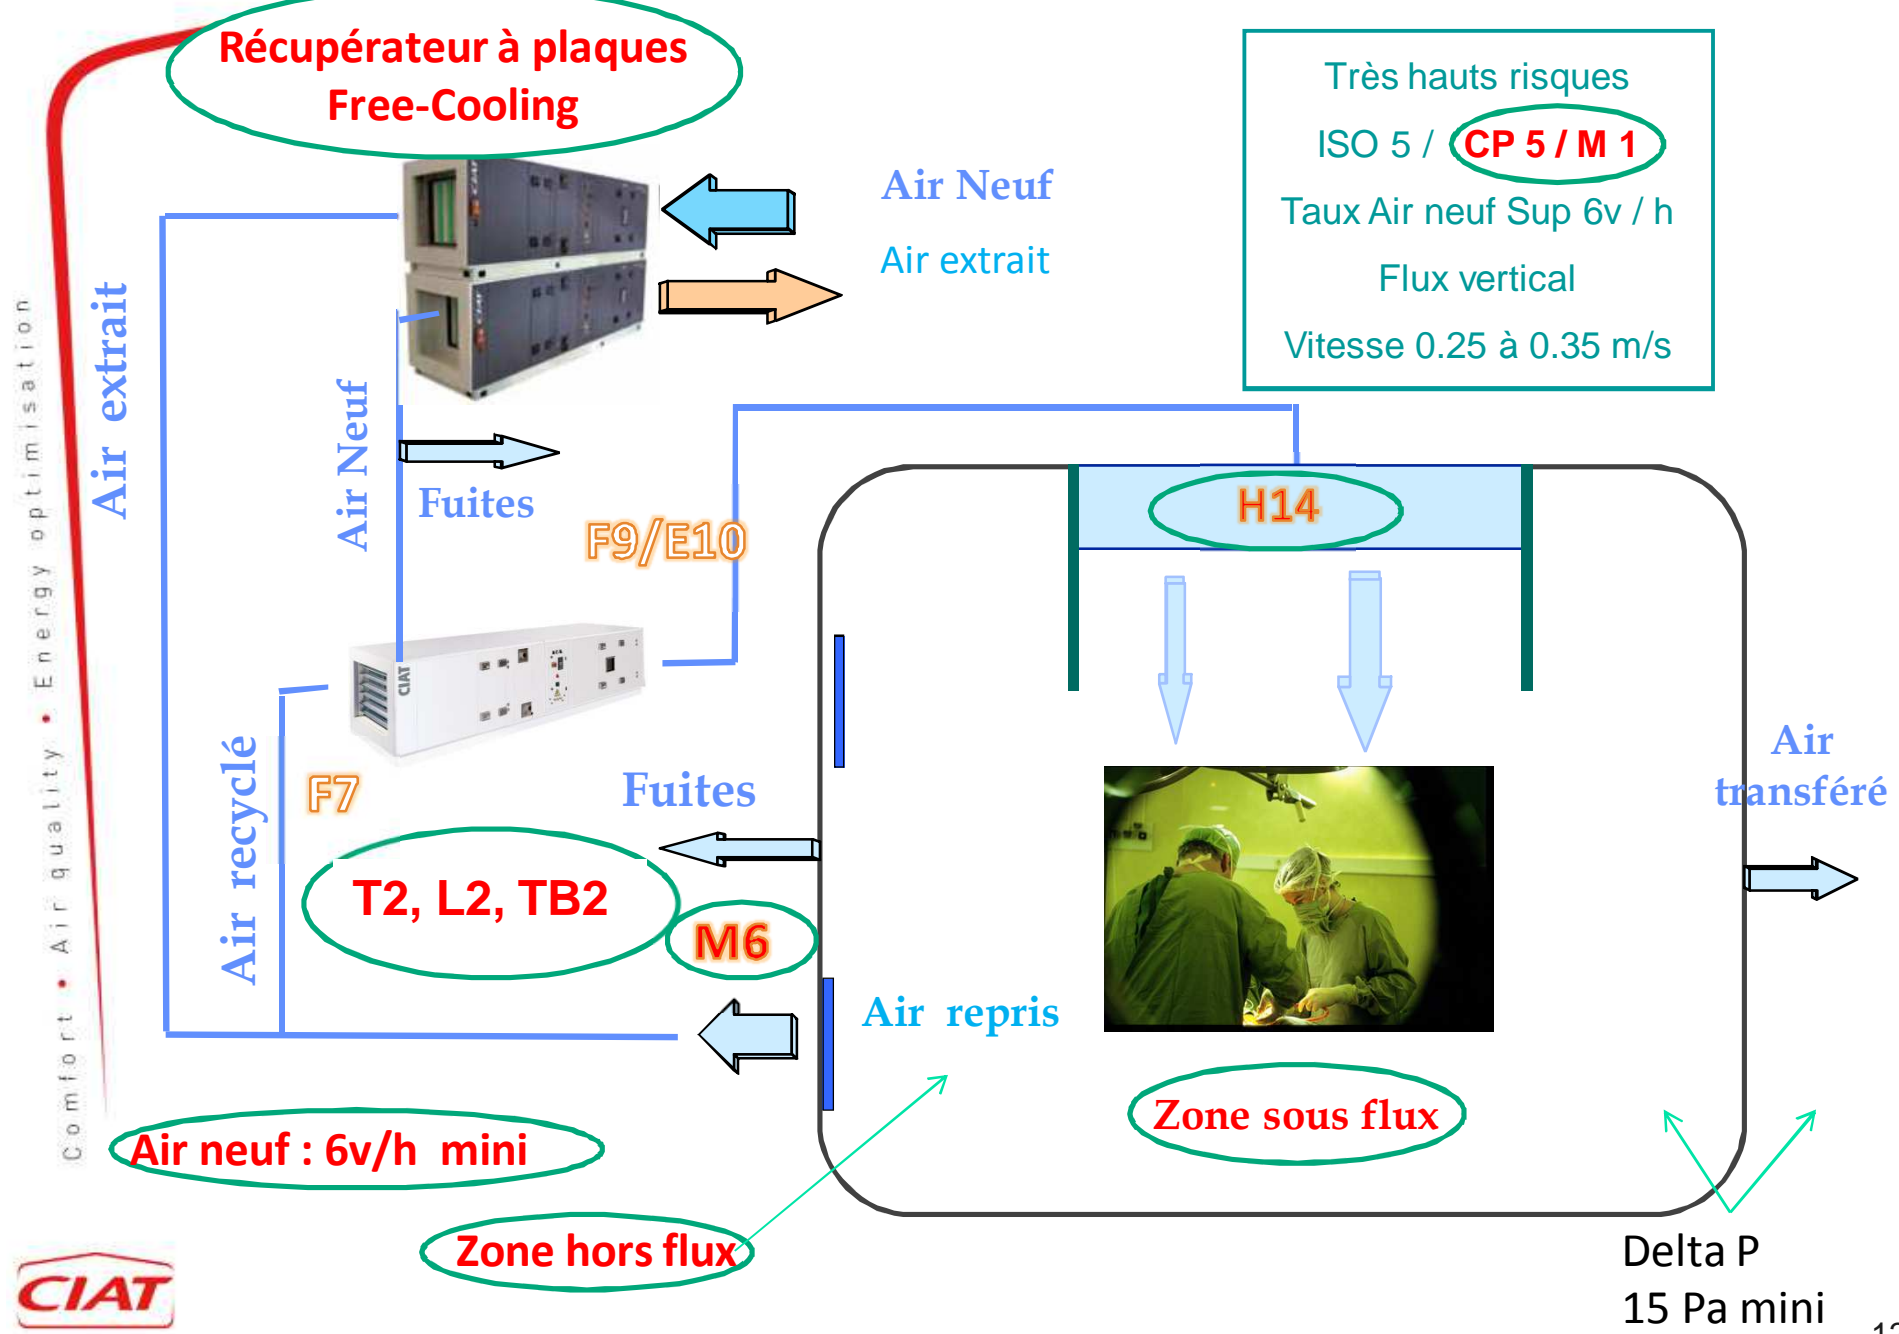 Récupérateur à plaques
Free-Cooling
Très hauts risques
ISO 5 / CP 5 / M 1
Taux Air neuf Sup 6v / h
Flux vertical
Vitesse 0.25 à 0.35 m/s
Air Neuf
Air extrait
CIAT
CIAT
Air extrait
Air Neuf
Fuites
F9/E10
H14
CIAT
Air recyclé
F7
Fuites
Air
transféré
T2, L2, TB2
M6
Air repris
Zone sous flux
Air neuf : 6v/h mini
Zone hors flux
Delta P
15 Pa mini
Comfort • Air quality • Energy optimisation
CIAT